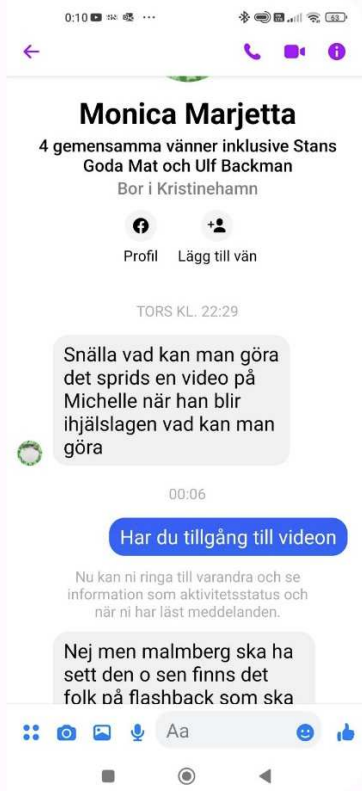 0:10
63
Monica Marjetta
4 gemensamma vänner inklusive Stans
Goda Mat och Ulf Backman
Bor i Kristinehamn
Profil
Lägg till vän
TORS KL. 22:29
Snälla vad kan man göra
det sprids en video på
Michelle när han blir
ihjälslagen vad kan man
göra
00:06
Har du tillgång till videon
Nu kan ni ringa till varandra och se
information som aktivitetsstatus och
när ni har läst meddelanden.
Nej men malmberg ska ha
sett den o sen finns det
folk på flashback som ska
Aa